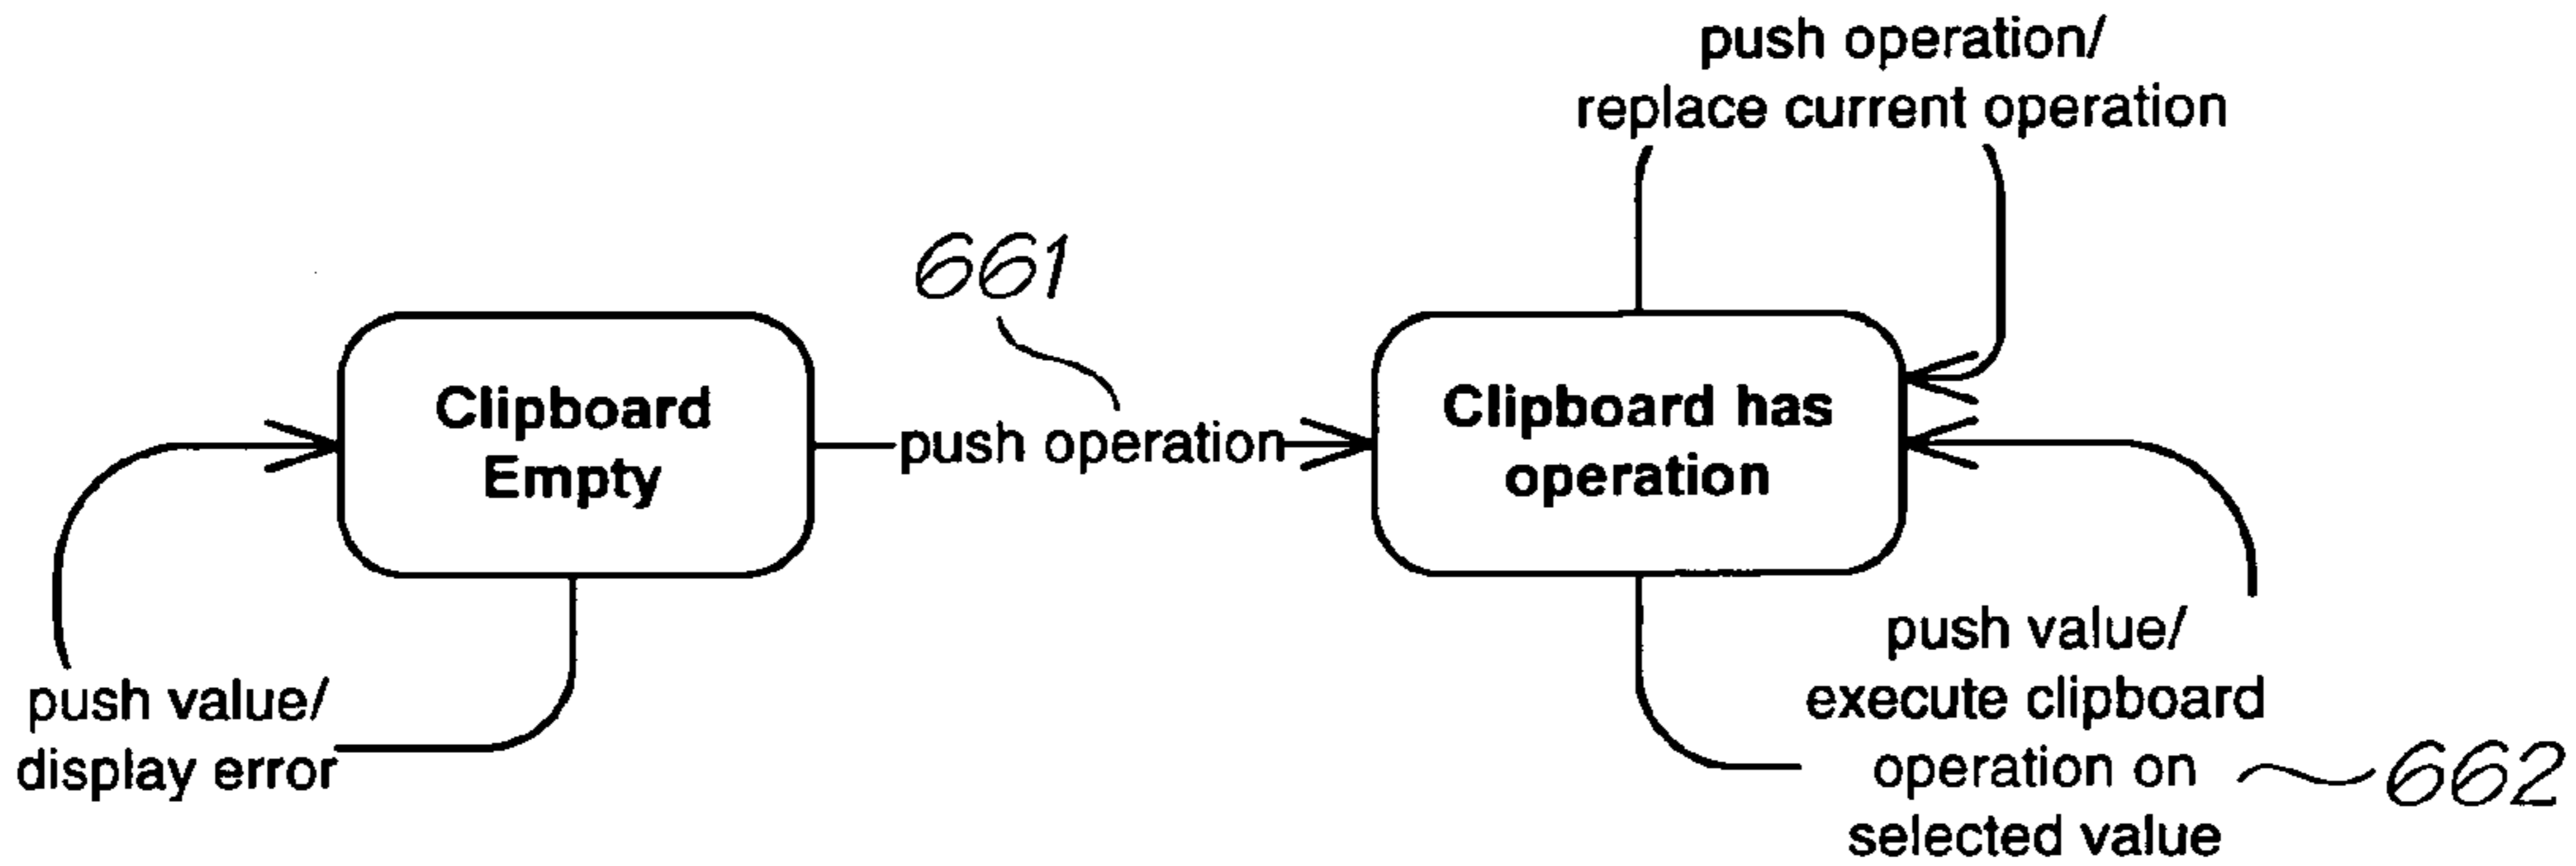 push operation/
replace current operation
661
Clipboard
Empty
push operation
Clipboard has
operation
push value/
display error
push value/
execute clipboard
operation on
selected value
662